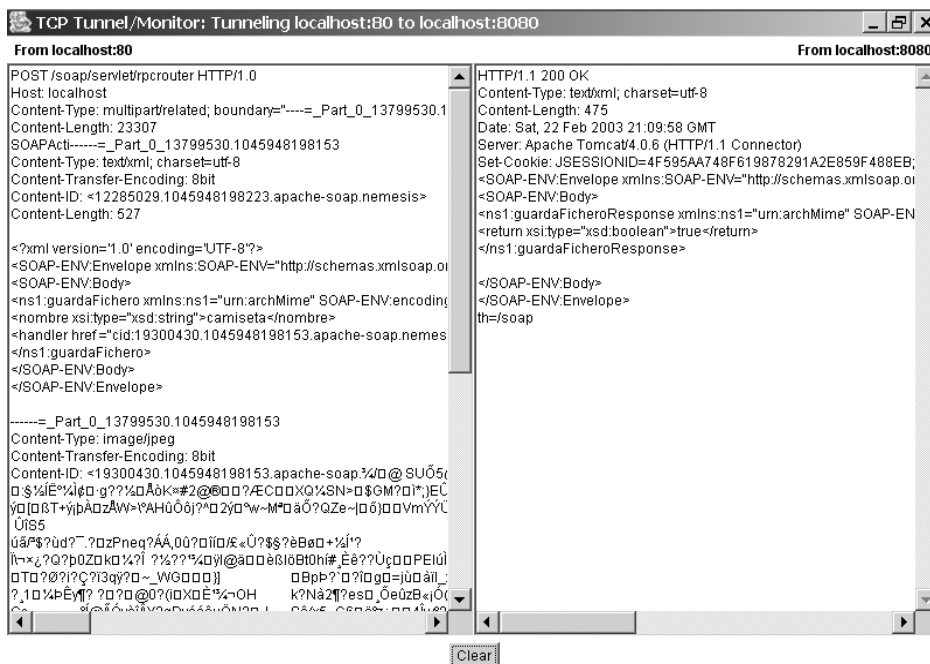 TCP Tunnel/Monitor: Tunneling localhost:80 to localhost:8080
From localhost:80
From localhost:8080
POST /soap/servlet/rpcrouter HTTP/1.0
Host: localhost
Content-Type: multipart/related; boundary="----=_Part_0_13799530.1
Content-Length: 23307
SOAPActi------=_Part_0_13799530.1045948198153
Content-Type: text/xml; charset=utf-8
Content-Transfer-Encoding: 8bit
Content-ID: <12285029.1045948198223.apache-soap.nemesis>
Content-Length: 527
<?xml version='1.0' encoding='UTF-8'?>
<SOAP-ENV:Envelope xmlns:SOAP-ENV="http://schemas.xmlsoap.or
<SOAP-ENV:Body>
<ns1:guardaFichero xmlns:ns1="urn:archMime" SOAP-ENV:encoding
<nombre xsi:type="xsd:string">camiseta</nombre>
<handler href="cid:19300430.1045948198153.apache-soap.nemes
</ns1:guardaFichero>
</SOAP-ENV:Body>
</SOAP-ENV:Envelope>
------=_Part_0_13799530.1045948198153
Content-Type: image/jpeg
Content-Transfer-Encoding: 8bit
Content-ID: <19300430.1045948198153.apache-soap.
HTTP/1.1 200 OK
Content-Type: text/xml; charset=utf-8
Content-Length: 475
Date: Sat, 22 Feb 2003 21:09:58 GMT
Server: Apache Tomcat/4.0.6 (HTTP/1.1 Connector)
Set-Cookie: JSESSIONID=4F595AA748F619878291A2E859F488EB;
<SOAP-ENV:Envelope xmlns:SOAP-ENV="http://schemas.xmlsoap.or
<SOAP-ENV:Body>
<ns1:guardaFicheroResponse xmlns:ns1="urn:archMime" SOAP-EN
<return xsi:type="xsd:boolean">true</return>
</ns1:guardaFicheroResponse>
</SOAP-ENV:Body>
</SOAP-ENV:Envelope>
th=/soap
Clear